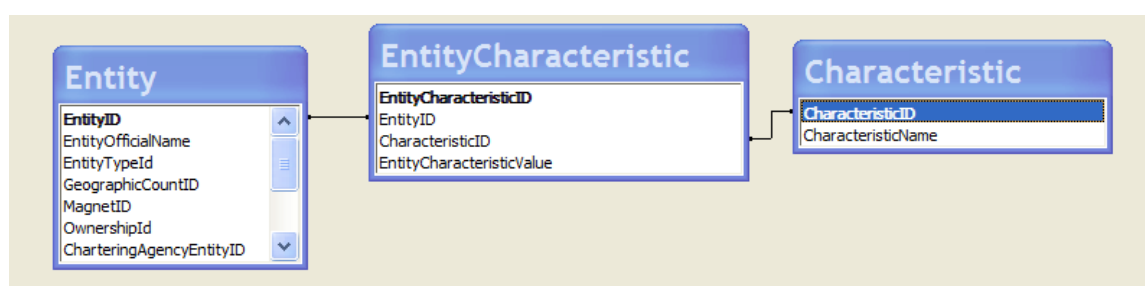 Entity
EntityID
EntityOfficialName
EntityTypeId
GeographicCountID
MagnetID
OwnershipId
CharteringAgencyEntityID
EntityCharacteristic
EntityCharacteristicID
EntityID
CharacteristicID
EntityCharacteristicValue
Characteristic
CharacteristicID
CharacteristicName